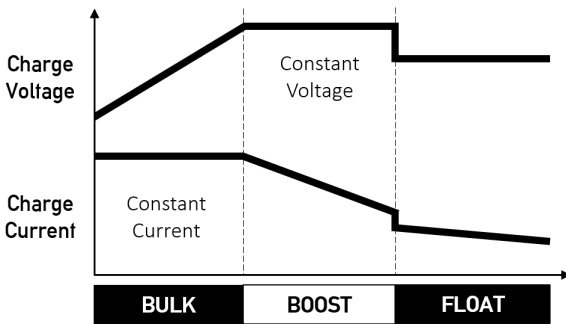 Charge
Voltage
Constant
Voltage
Charge
Current
Constant
Current
BULK
BOOST
FLOAT